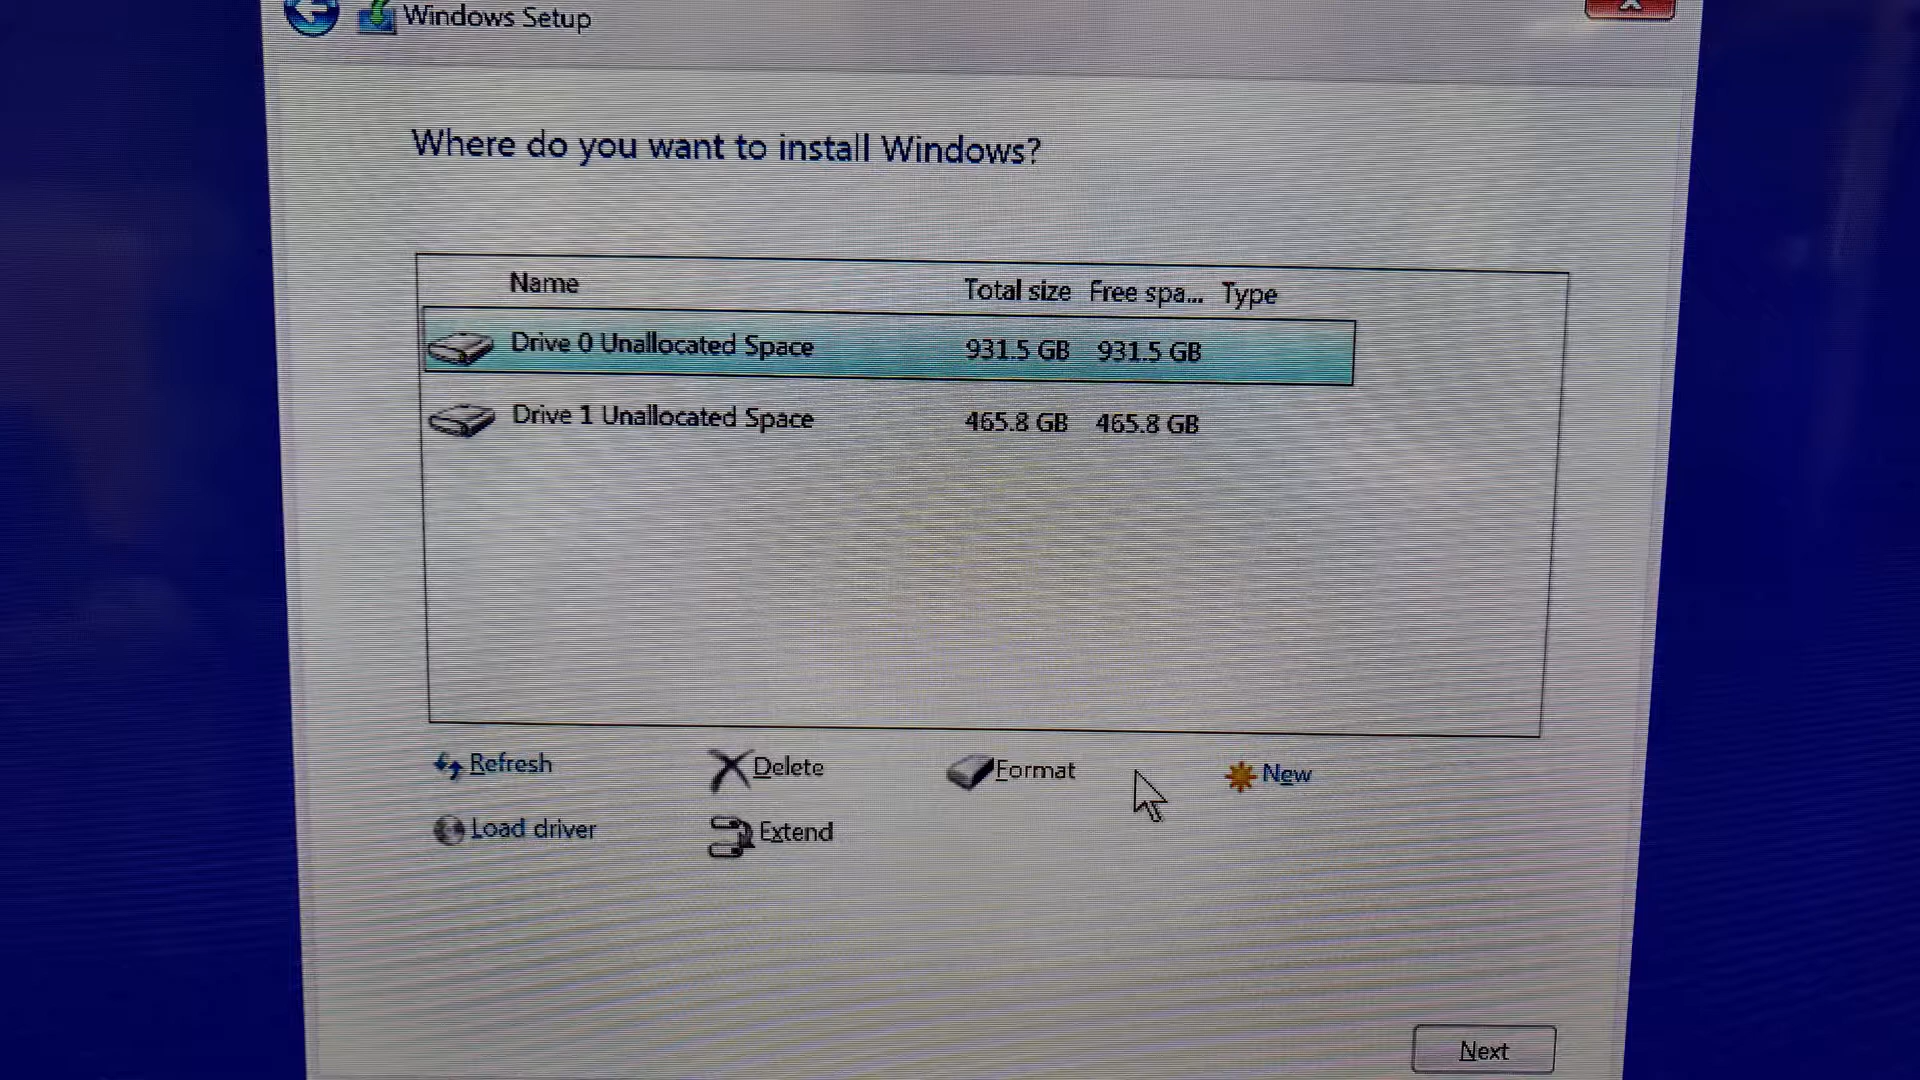 Windows Setup
Where do you want to install Windows?
Name Total size Free spa... Type
Drive 0 Unallocated Space 931.5 GB 931.5 GB
Drive 1 Unallocated Space 465.8 GB 465.8 GB
Refresh Delete Format New
Load driver Extend
Next